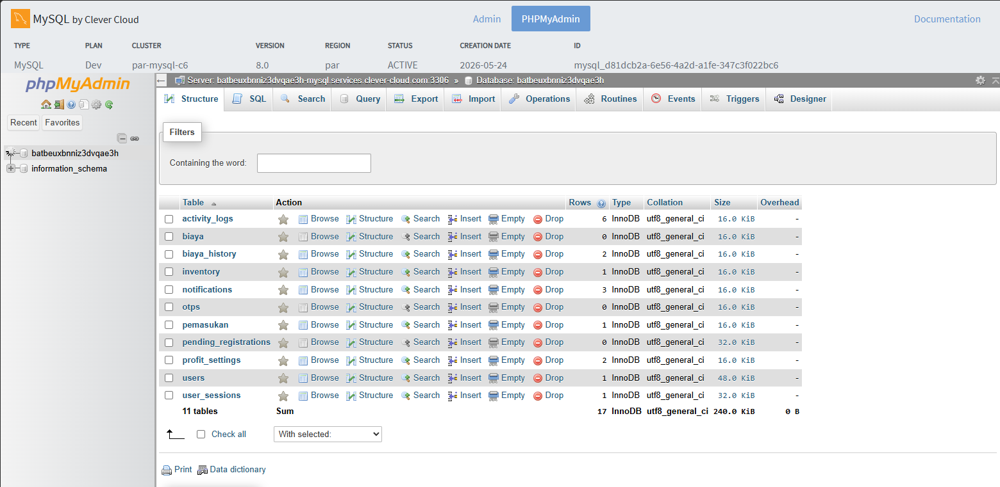 MySQL by Clever Cloud
Admin PHPMyAdmin Documentation
TYPE PLAN CLUSTER VERSION REGION STATUS CREATION DATE ID
MySQL Dev par-mysql-c6 8.0 par ACTIVE 2026-05-24 mysql_d81dcb2a-6e56-4a2d-a1fe-347c3f022bc6
phpMyAdmin
Recent Favorites
batbeuxbnniz3dvqae3h
information_schema
Server: batbeuxbnniz3dvqae3h-mysql.services.clever-cloud.com:3306 » Database: batbeuxbnniz3dvqae3h
Structure SQL Search Query Export Import Operations Routines Events Triggers Designer
Filters
Containing the word:
Table Action Rows Type Collation Size Overhead
activity_logs Browse Structure Search Insert Empty Drop 6 InnoDB utf8_general_ci 16.0 KiB -
biaya Browse Structure Search Insert Empty Drop 0 InnoDB utf8_general_ci 16.0 KiB -
biaya_history Browse Structure Search Insert Empty Drop 2 InnoDB utf8_general_ci 16.0 KiB -
inventory Browse Structure Search Insert Empty Drop 1 InnoDB utf8_general_ci 16.0 KiB -
notifications Browse Structure Search Insert Empty Drop 3 InnoDB utf8_general_ci 16.0 KiB -
otps Browse Structure Search Insert Empty Drop 0 InnoDB utf8_general_ci 16.0 KiB -
pemasukan Browse Structure Search Insert Empty Drop 1 InnoDB utf8_general_ci 16.0 KiB -
pending_registrations Browse Structure Search Insert Empty Drop 0 InnoDB utf8_general_ci 32.0 KiB -
profit_settings Browse Structure Search Insert Empty Drop 2 InnoDB utf8_general_ci 16.0 KiB -
users Browse Structure Search Insert Empty Drop 1 InnoDB utf8_general_ci 48.0 KiB -
user_sessions Browse Structure Search Insert Empty Drop 1 InnoDB utf8_general_ci 32.0 KiB -
11 tables Sum 17 InnoDB utf8_general_ci 240.0 KiB 0 B
Check all With selected:
Print Data dictionary